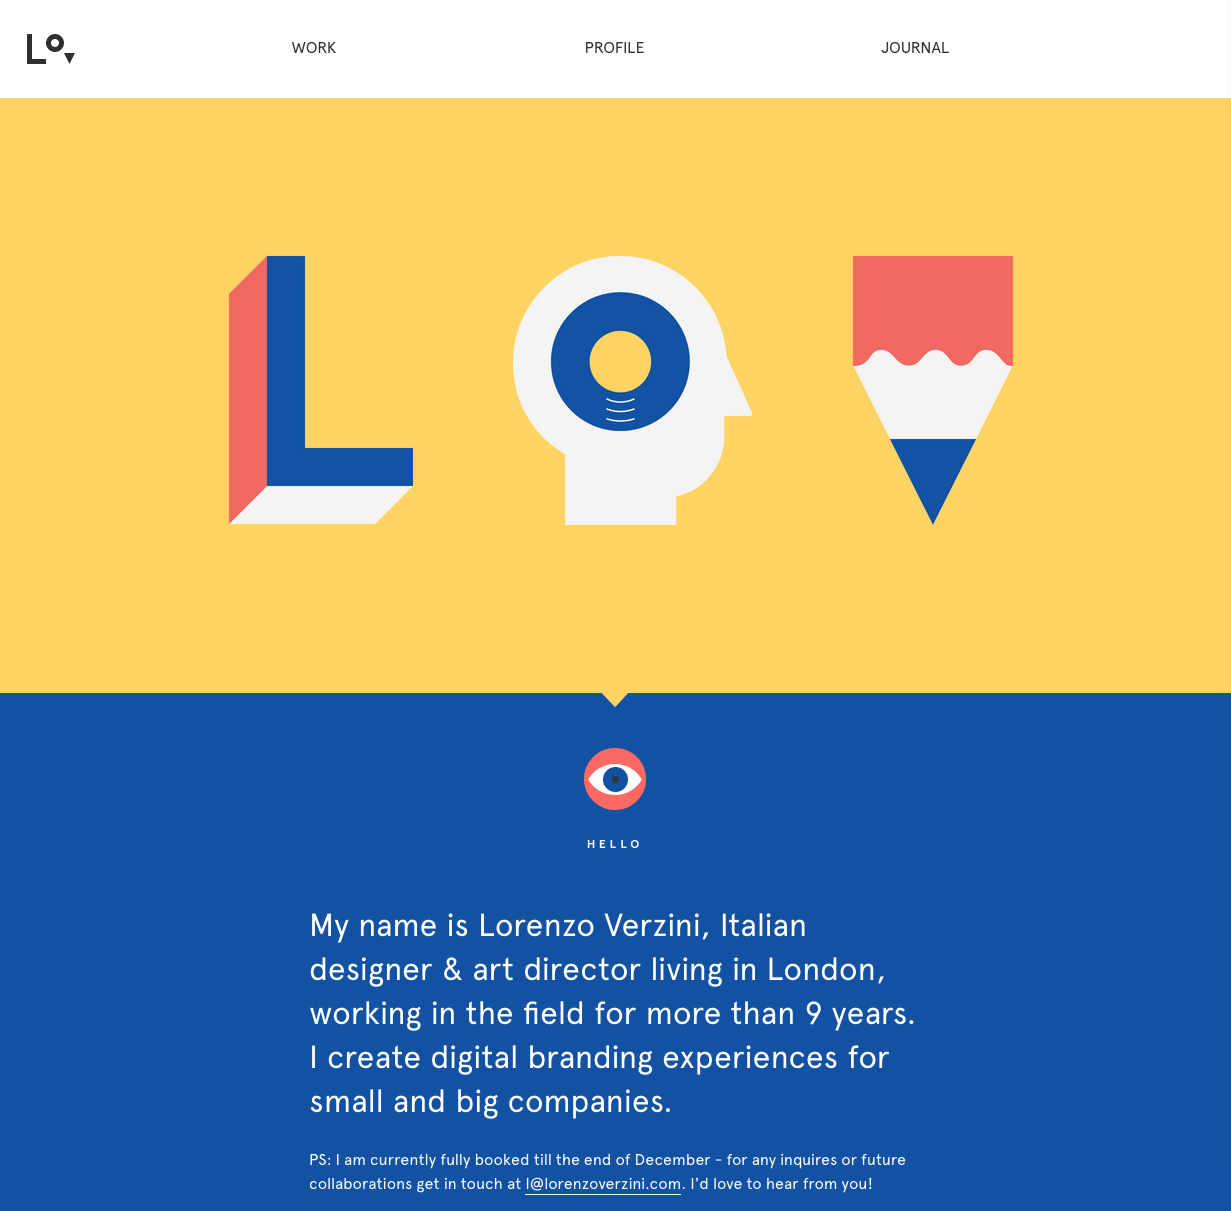 LOV
WORK
PROFILE
JOURNAL
LOV
HELLO
My name is Lorenzo Verzini, Italian
designer & art director living in London,
working in the field for more than 9 years.
I create digital branding experiences for
small and big companies.
PS: I am currently fully booked till the end of December - for any inquires or future
collaborations get in touch at l@lorenzoverzini.com. I'd love to hear from you!